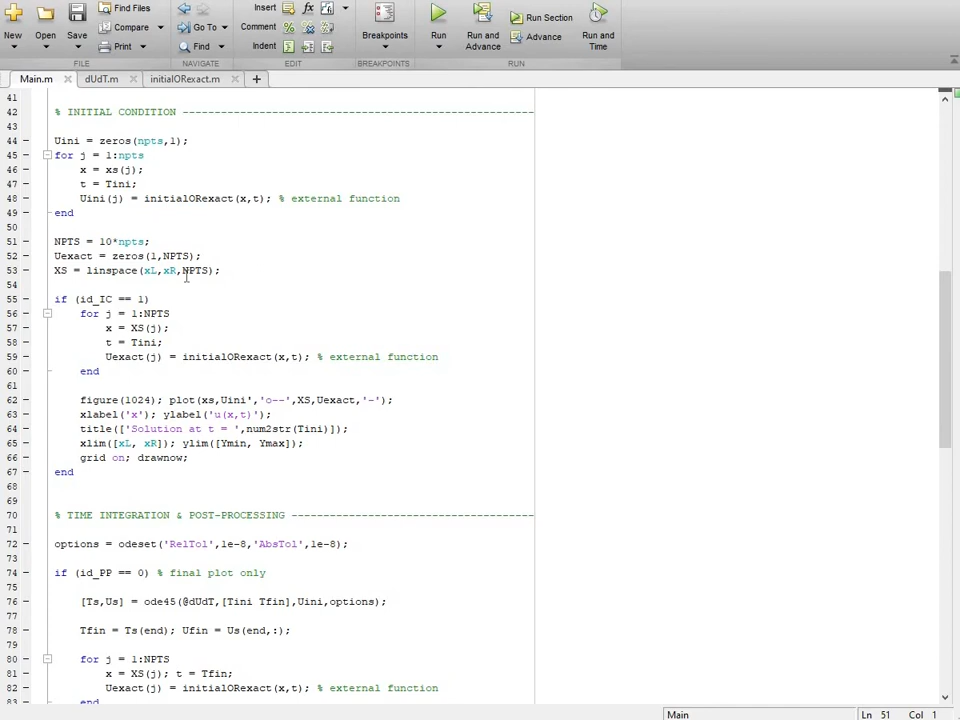 Insert
Find Files
Compare
Go To
Comment
New
Open
Save
Print
Find
Indent
Breakpoints
Run
Run and
Advance
Run Section
Advance
Run and
Time
FILE
NAVIGATE
EDIT
BREAKPOINTS
RUN
Main.m
dUdT.m
initialORexact.m
41
42 % INITIAL CONDITION -------------------------------------------------------
43
44 Uini = zeros(npts,1);
45 for j = 1:npts
46 x = xs(j);
47 t = Tini;
48 Uini(j) = initialORexact(x,t); % external function
49 end
50
51 NPTS = 10*npts;
52 Uexact = zeros(1,NPTS);
53 XS = linspace(xL,xR,NPTS);
54
55 if (id_IC == 1)
56 for j = 1:NPTS
57 x = XS(j);
58 t = Tini;
59 Uexact(j) = initialORexact(x,t); % external function
60 end
61
62 figure(1024); plot(xs,Uini','o--',XS,Uexact,'-');
63 xlabel('x'); ylabel('u(x,t)');
64 title(['Solution at t = ',num2str(Tini)]);
65 xlim([xL, xR]); ylim([Ymin, Ymax]);
66 grid on; drawnow;
67 end
68
69
70 % TIME INTEGRATION & POST-PROCESSING --------------------------------------
71
72 options = odeset('RelTol',1e-8,'AbsTol',1e-8);
73
74 if (id_PP == 0) % final plot only
75
76 [Ts,Us] = ode45(@dUdT,[Tini Tfin],Uini,options);
77
78 Tfin = Ts(end); Ufin = Us(end,:);
79
80 for j = 1:NPTS
81 x = XS(j); t = Tfin;
82 Uexact(j) = initialORexact(x,t); % external function
83 end
Main
Ln 51 Col 1